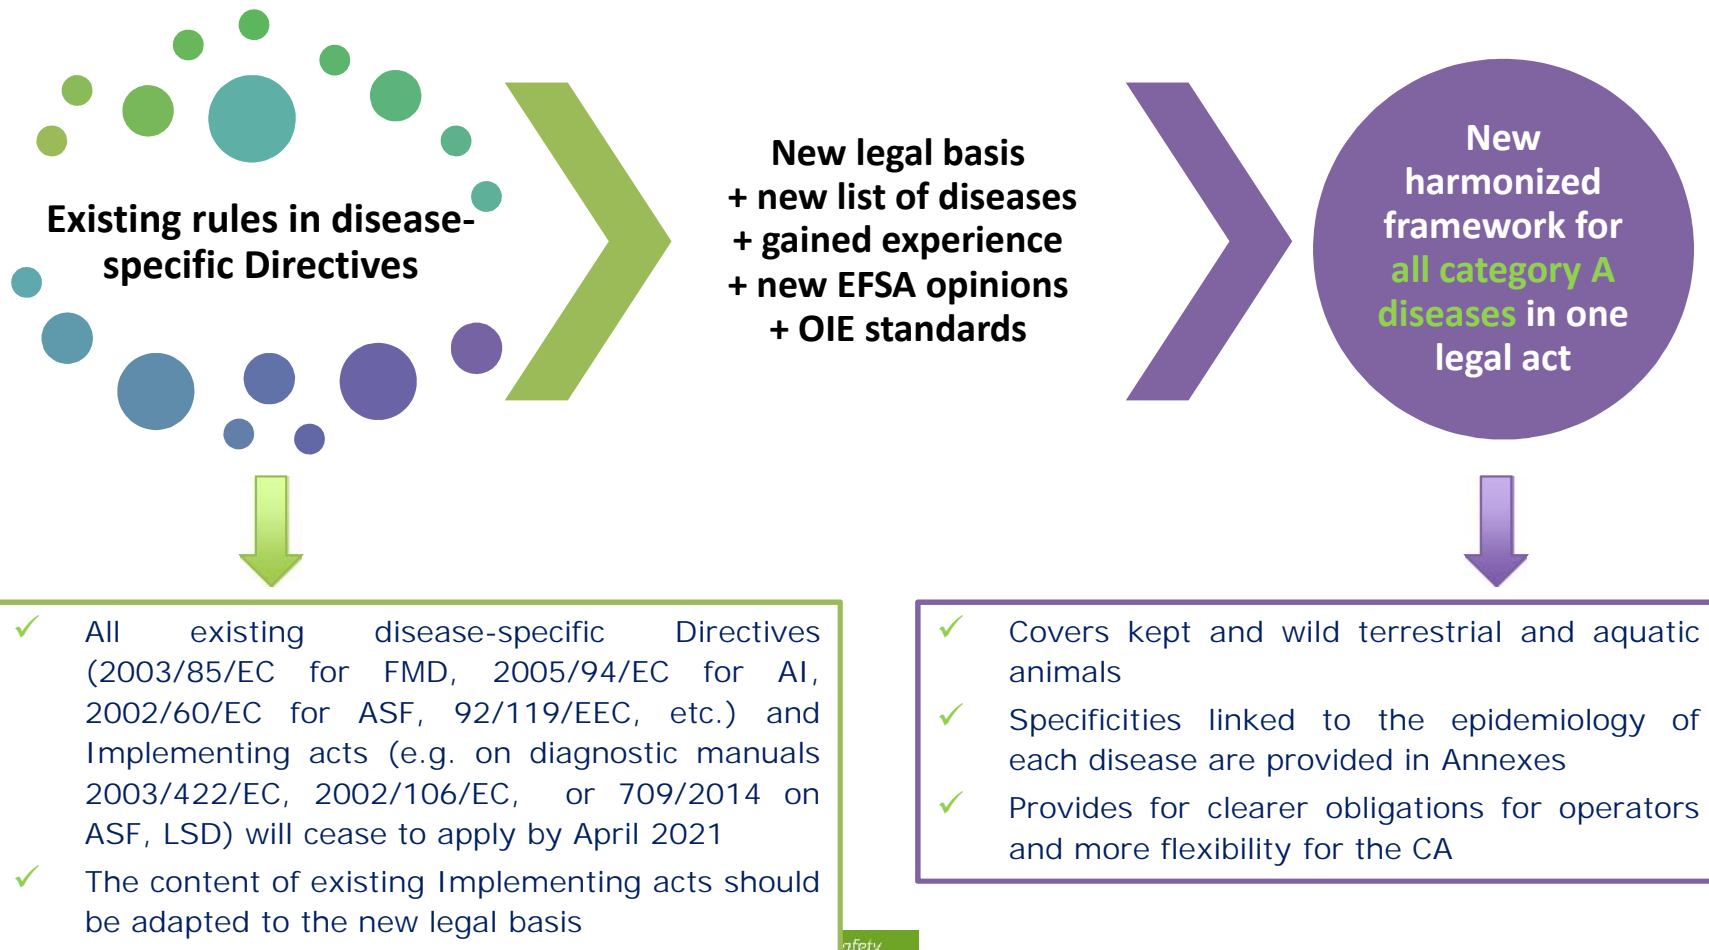 Existing rules in disease-
specific Directives
New legal basis
+ new list of diseases
+ gained experience
+ new EFSA opinions
+ OIE standards
New
harmonized
framework for
all category A
diseases in one
legal act
✓ All existing disease-specific Directives
(2003/85/EC for FMD, 2005/94/EC for AI,
2002/60/EC for ASF, 92/119/EEC, etc.) and
Implementing acts (e.g. on diagnostic manuals
2003/422/EC, 2002/106/EC, or 709/2014 on
ASF, LSD) will cease to apply by April 2021
✓ The content of existing Implementing acts should
be adapted to the new legal basis
✓ Covers kept and wild terrestrial and aquatic
animals
✓ Specificities linked to the epidemiology of
each disease are provided in Annexes
✓ Provides for clearer obligations for operators
and more flexibility for the CA